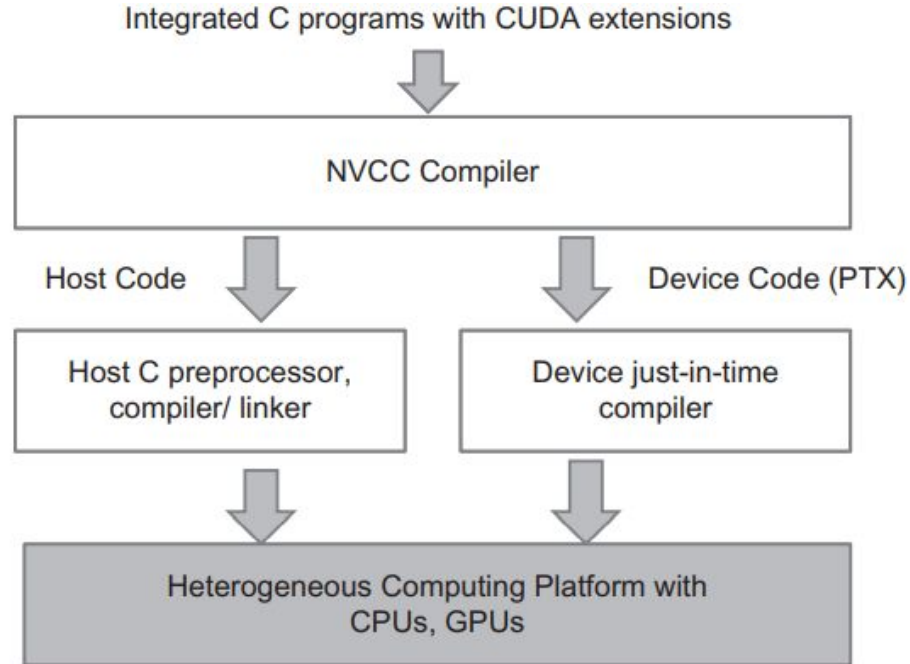 Integrated C programs with CUDA extensions
NVCC Compiler
Host Code
Device Code (PTX)
Host C preprocessor,
compiler/ linker
Device just-in-time
compiler
Heterogeneous Computing Platform with
CPUs, GPUs